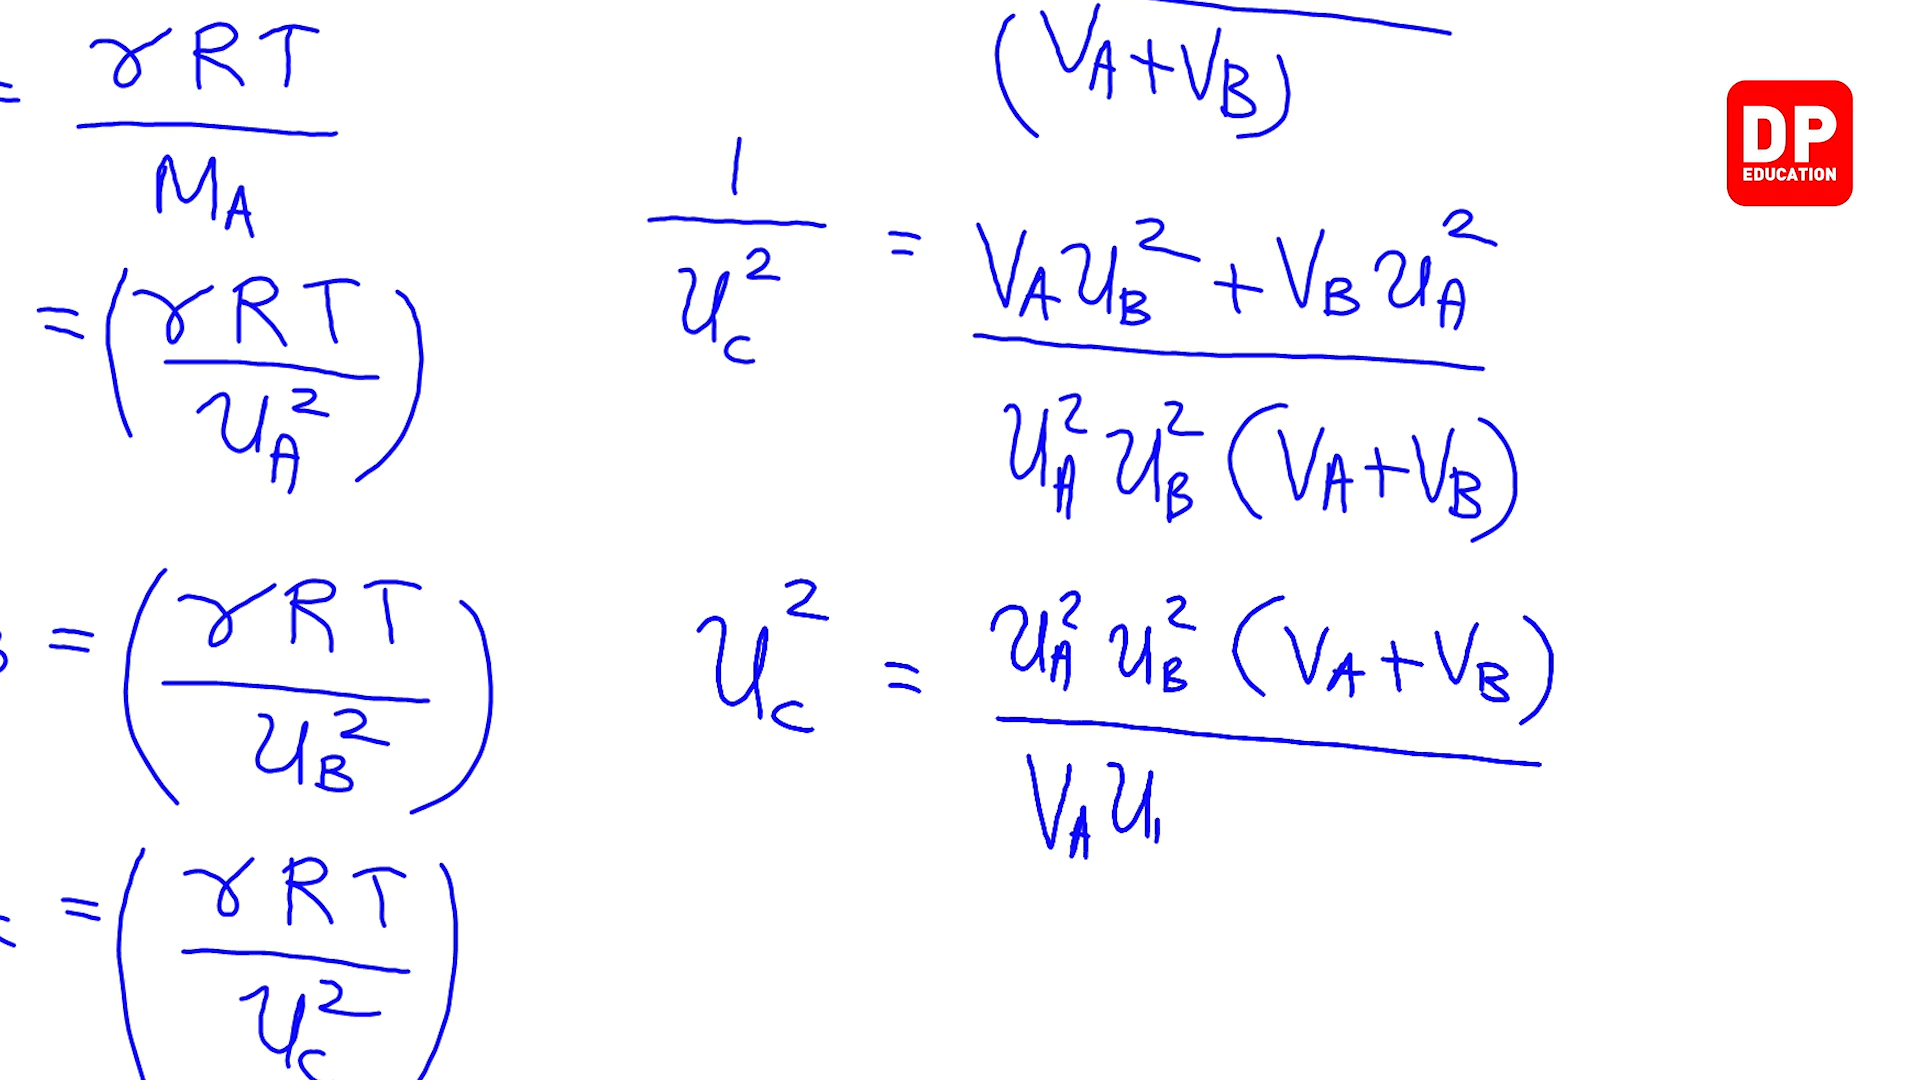 = γRT / M_A
= (γRT / u_A²)
= (γRT / u_B²)
= (γRT / u_C²)
(V_A + V_B)
1 / u_C² = V_A u_B² + V_B u_A² / u_A² u_B² (V_A + V_B)
u_C² = u_A² u_B² (V_A + V_B) / V_A u
DP
EDUCATION